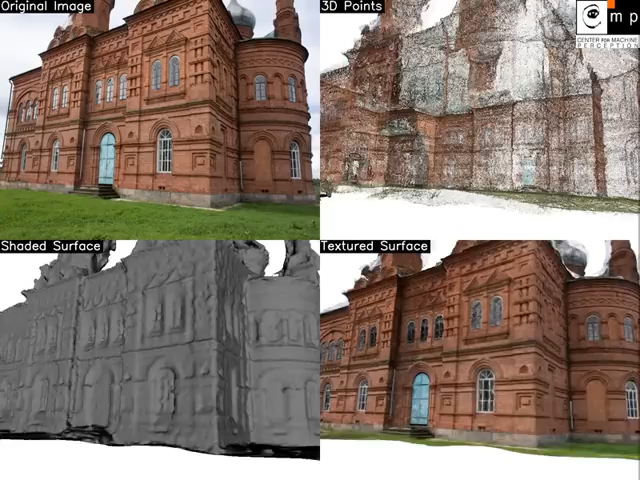 Original Image
3D Points
m p
CENTER FOR MACHINE
PERCEPTION
Shaded Surface
Textured Surface